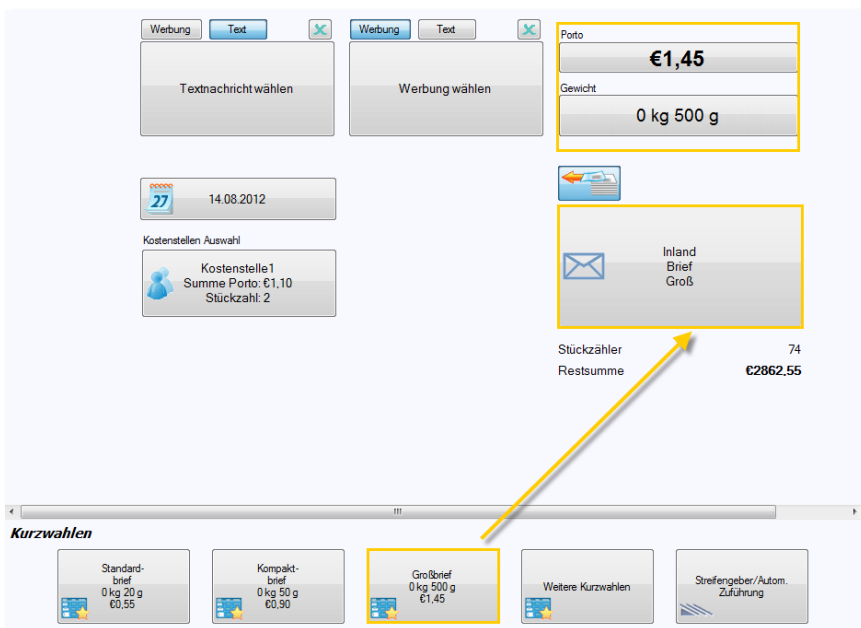 Werbung Text
Textnachricht wählen
Werbung Text
Werbung wählen
Porto
€1,45
Gewicht
0 kg 500 g
27
14.08.2012
Kostenstellen Auswahl
Kostenstelle1
Summe Porto: €1,10
Stückzahl: 2
Inland
Brief
Groß
Stückzähler 74
Restsumme €2862,55
Kurzwahlen
Standard-
brief
0 kg 20 g
€0,55
Kompakt-
brief
0 kg 50 g
€0,90
Großbrief
0 kg 500 g
€1,45
Weitere Kurzwahlen
Streifengeber/Autom.
Zuführung